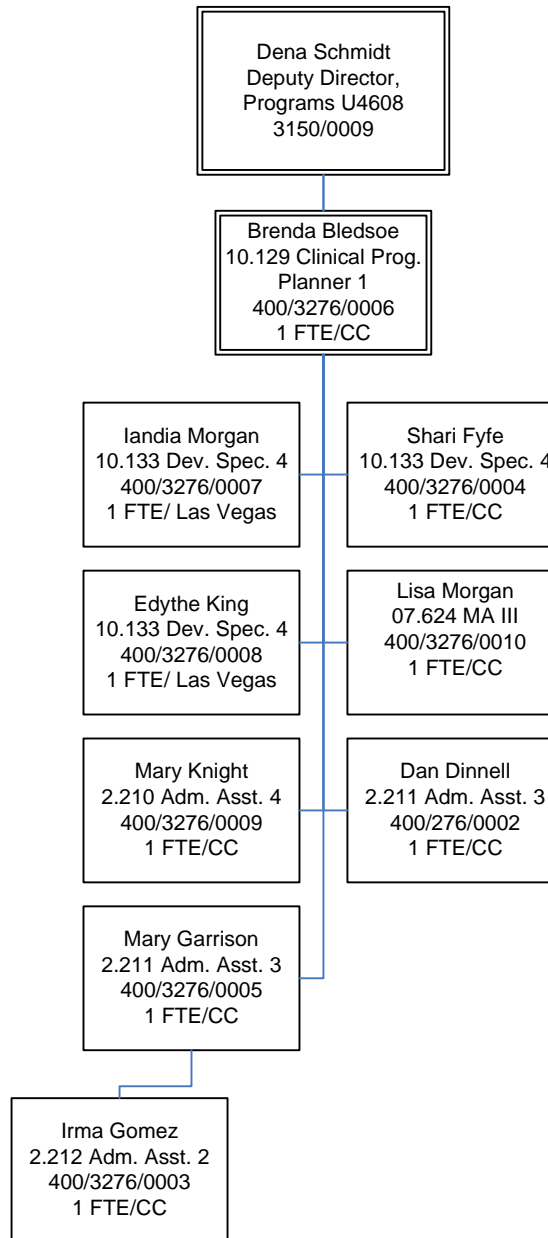 Dena Schmidt
Deputy Director,
Programs U4608
3150/0009
Brenda Bledsoe
10.129 Clinical Prog.
Planner 1
400/3276/0006
1 FTE/CC
Iandia Morgan
10.133 Dev. Spec. 4
400/3276/0007
1 FTE/ Las Vegas
Shari Fyfe
10.133 Dev. Spec. 4
400/3276/0004
1 FTE/CC
Edythe King
10.133 Dev. Spec. 4
400/3276/0008
1 FTE/ Las Vegas
Lisa Morgan
07.624 MA III
400/3276/0010
1 FTE/CC
Mary Knight
2.210 Adm. Asst. 4
400/3276/0009
1 FTE/CC
Dan Dinnell
2.211 Adm. Asst. 3
400/276/0002
1 FTE/CC
Mary Garrison
2.211 Adm. Asst. 3
400/3276/0005
1 FTE/CC
Irma Gomez
2.212 Adm. Asst. 2
400/3276/0003
1 FTE/CC